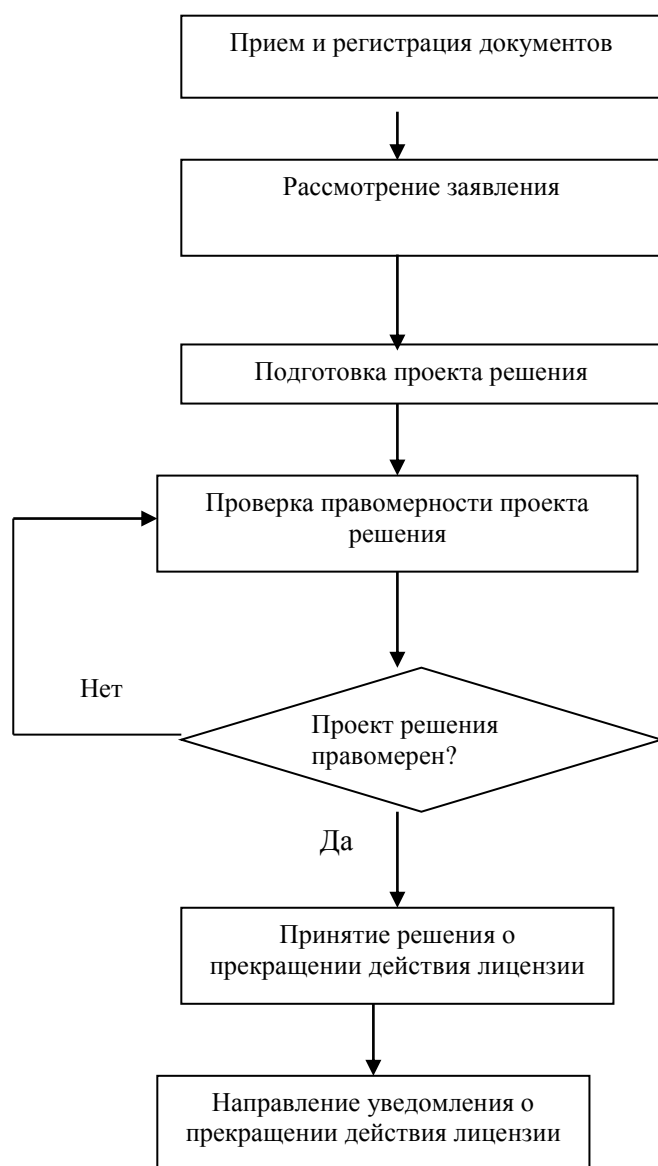 Прием и регистрация документов
Рассмотрение заявления
Подготовка проекта решения
Проверка правомерности проекта
решения
Нет
Проект решения
правомерен?
Да
Принятие решения о
прекращении действия лицензии
Направление уведомления о
прекращении действия лицензии